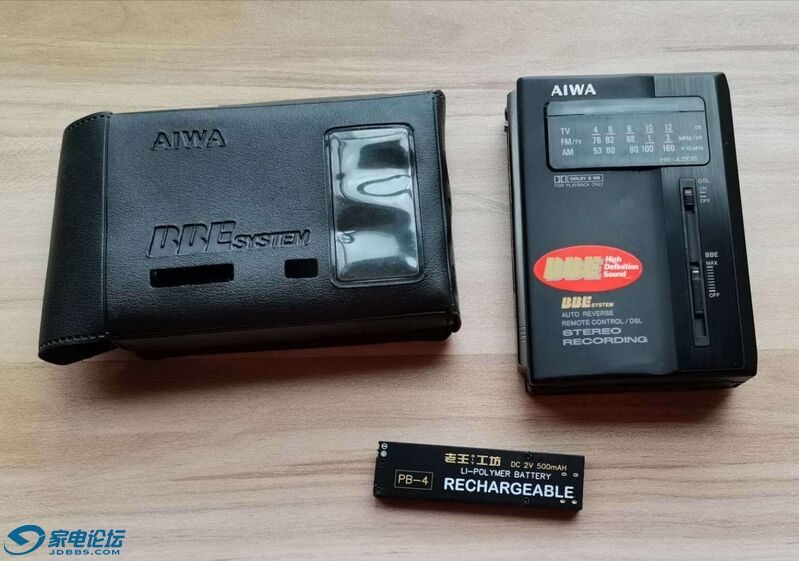 AIWA
BBE SYSTEM
AIWA
TV 4 6 8 10 12 ch
FM/TV 76 82 88 1 3 MHz/ch
AM 53 60 80 100 160 ×10kHz
HS-JL505
DOLBY B NR
FOR PLAYBACK ONLY
DSL
ON
OFF
BBE
MAX
OFF
BBE High Definition Sound
BBE SYSTEM
AUTO REVERSE
REMOTE CONTROL/DSL
STEREO
RECORDING
老王 工坊 DC 2V 500mAH
LI-POLYMER BATTERY
PB-4 RECHARGEABLE
家电论坛
JDBBS.COM